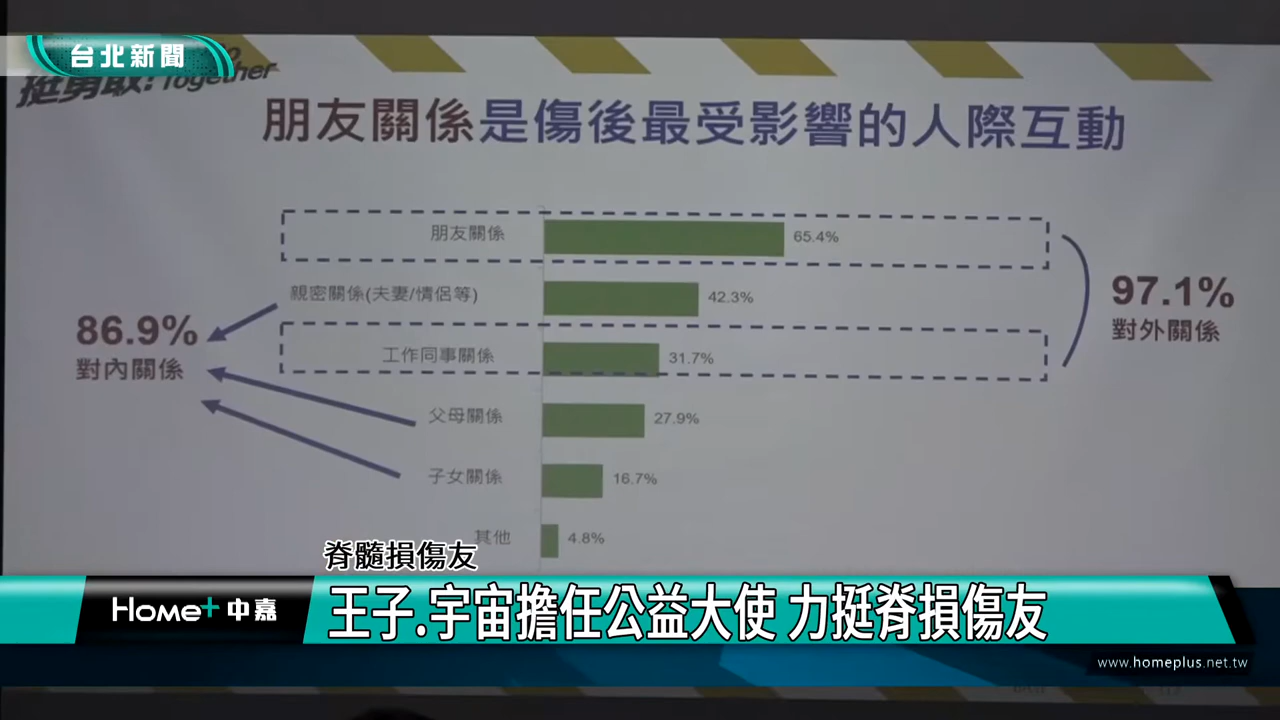 台北新聞
挺勇敢! Together
朋友關係是傷後最受影響的人際互動
朋友關係 65.4%
親密關係(夫妻/情侶等) 42.3%
工作同事關係 31.7%
父母關係 27.9%
子女關係 16.7%
其他 4.8%
86.9%
對內關係
97.1%
對外關係
脊髓損傷友
Home+中嘉
王子.宇宙擔任公益大使 力挺脊損傷友
www.homeplus.net.tw